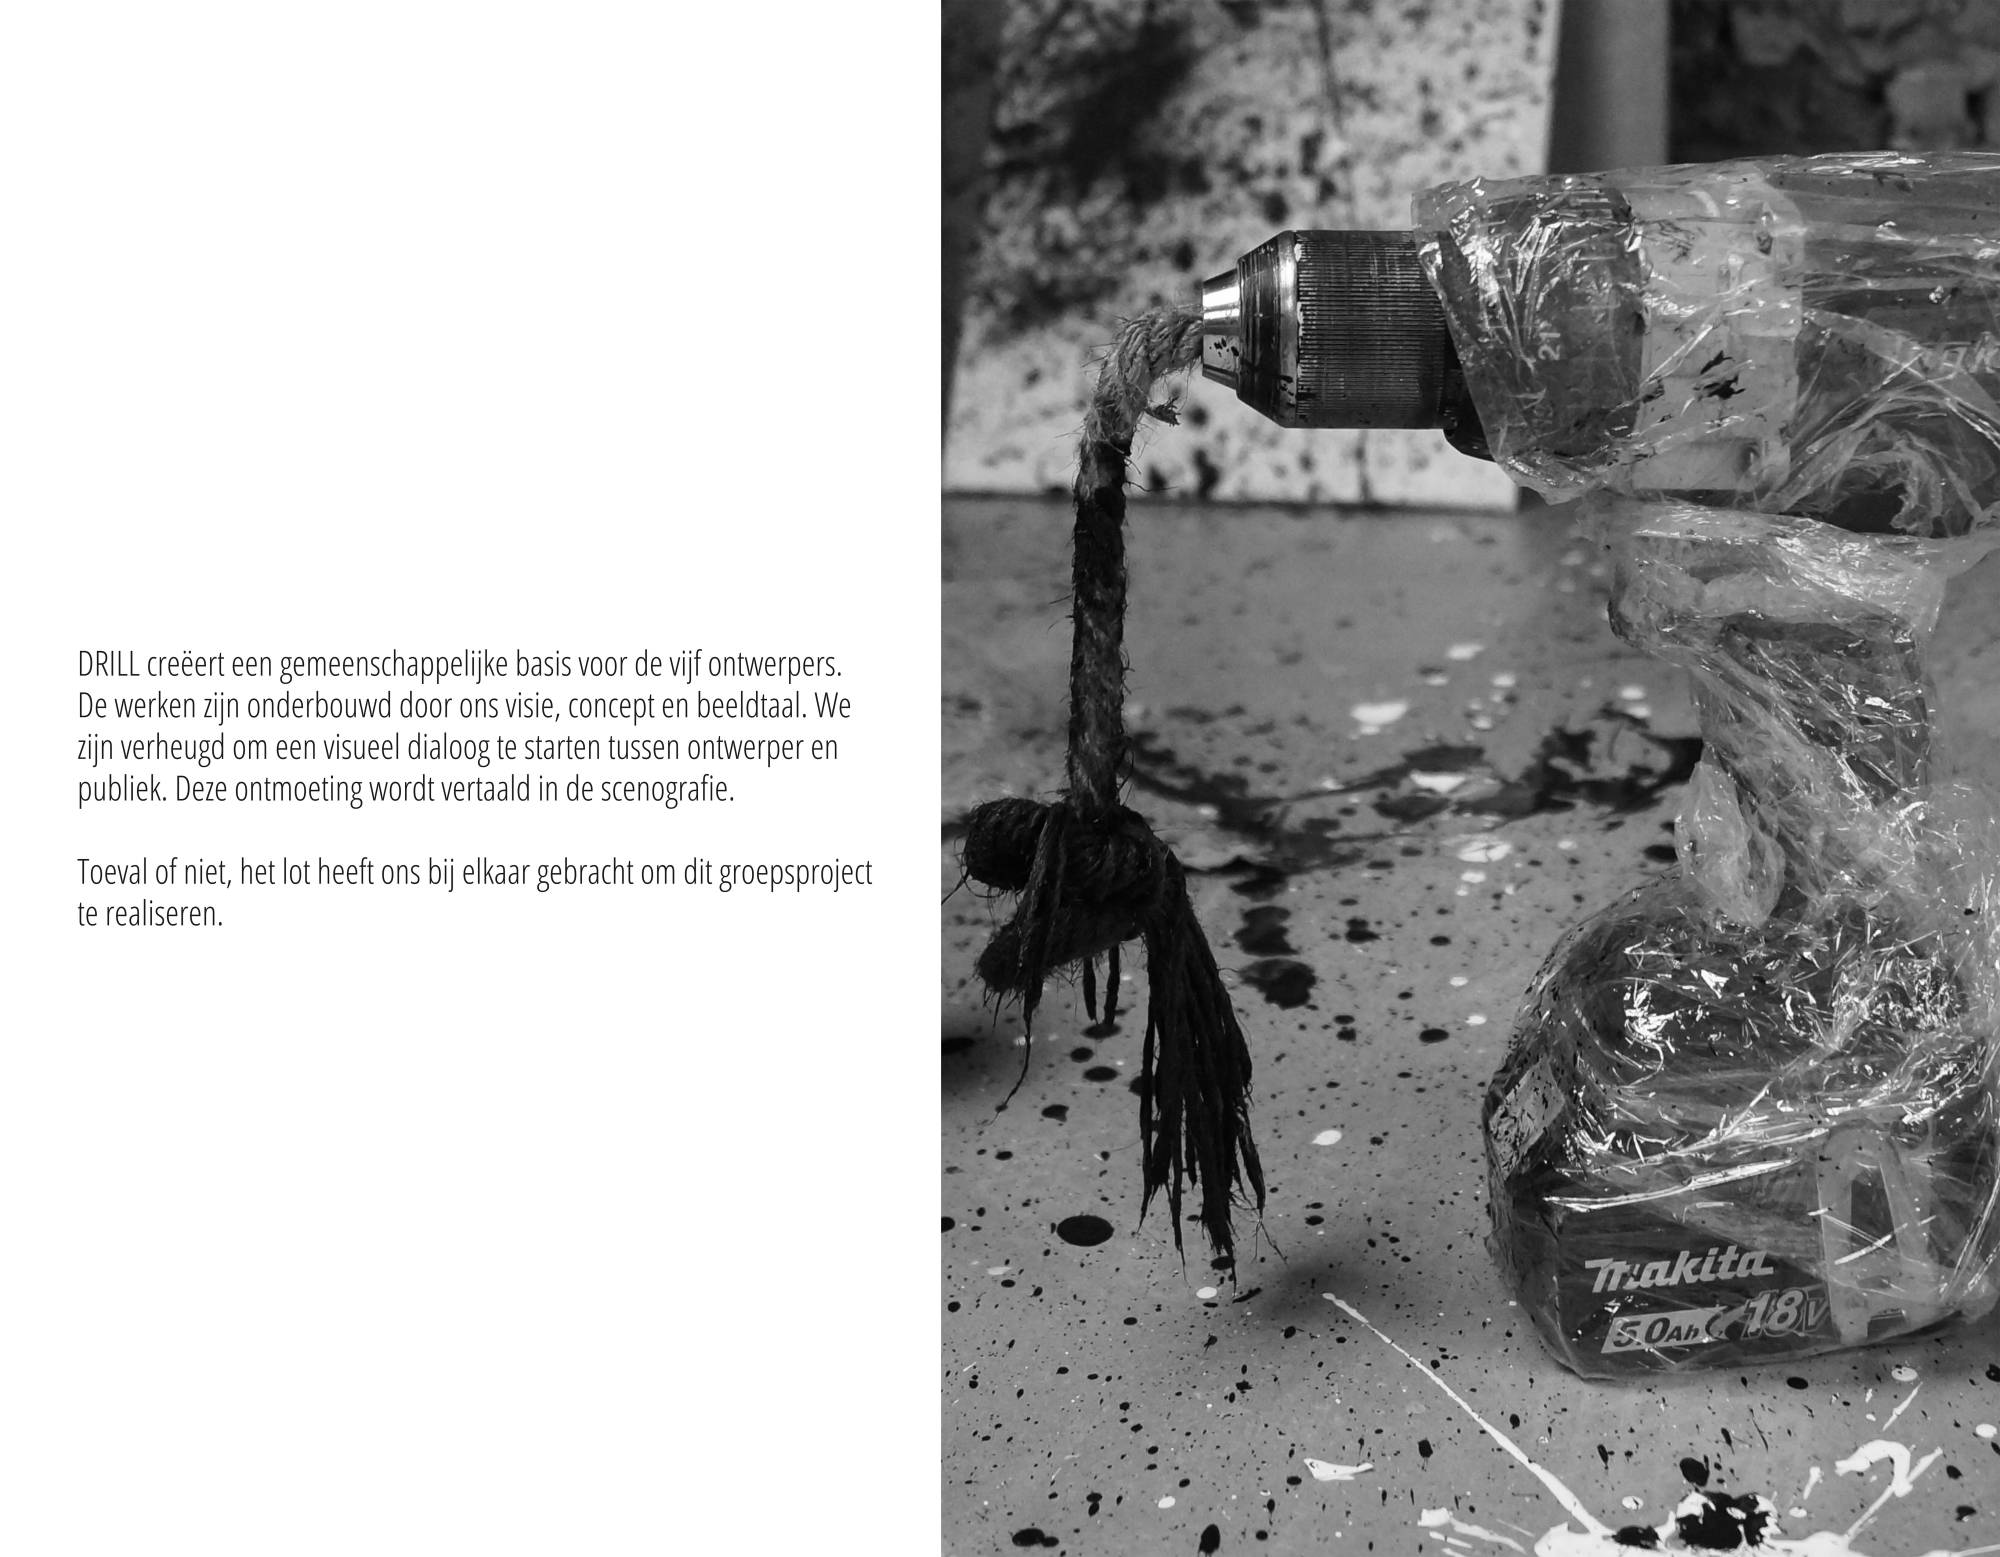 DRILL creëert een gemeenschappelijke basis voor de vijf ontwerpers.
De werken zijn onderbouwd door ons visie, concept en beeldtaal. We
zijn verheugd om een visueel dialoog te starten tussen ontwerper en
publiek. Deze ontmoeting wordt vertaald in de scenografie.
Toeval of niet, het lot heeft ons bij elkaar gebracht om dit groepsproject
te realiseren.
21
makita
5.0Ah 18V